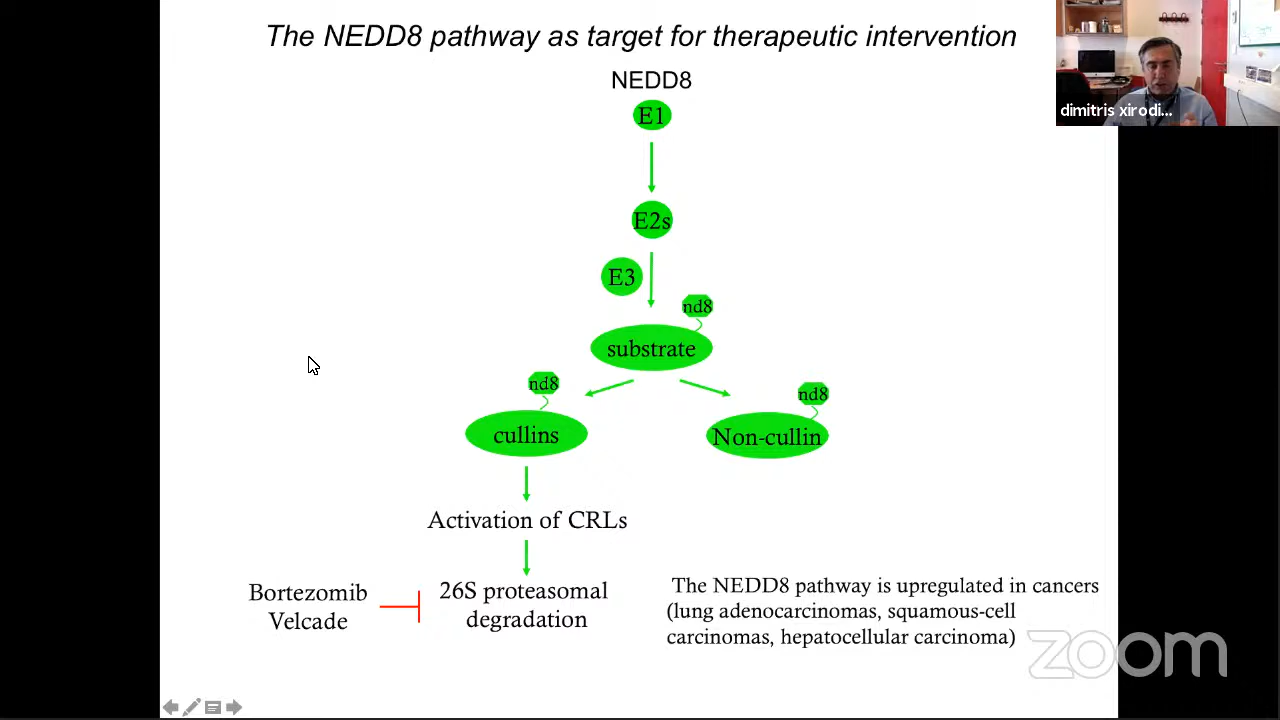 The NEDD8 pathway as target for therapeutic intervention
NEDD8
E1
E2s
E3
nd8
substrate
nd8
nd8
cullins
Non-cullin
Activation of CRLs
Bortezomib
Velcade
26S proteasomal
degradation
The NEDD8 pathway is upregulated in cancers
(lung adenocarcinomas, squamous-cell
carcinomas, hepatocellular carcinoma)
dimitris xirodi...
zoom